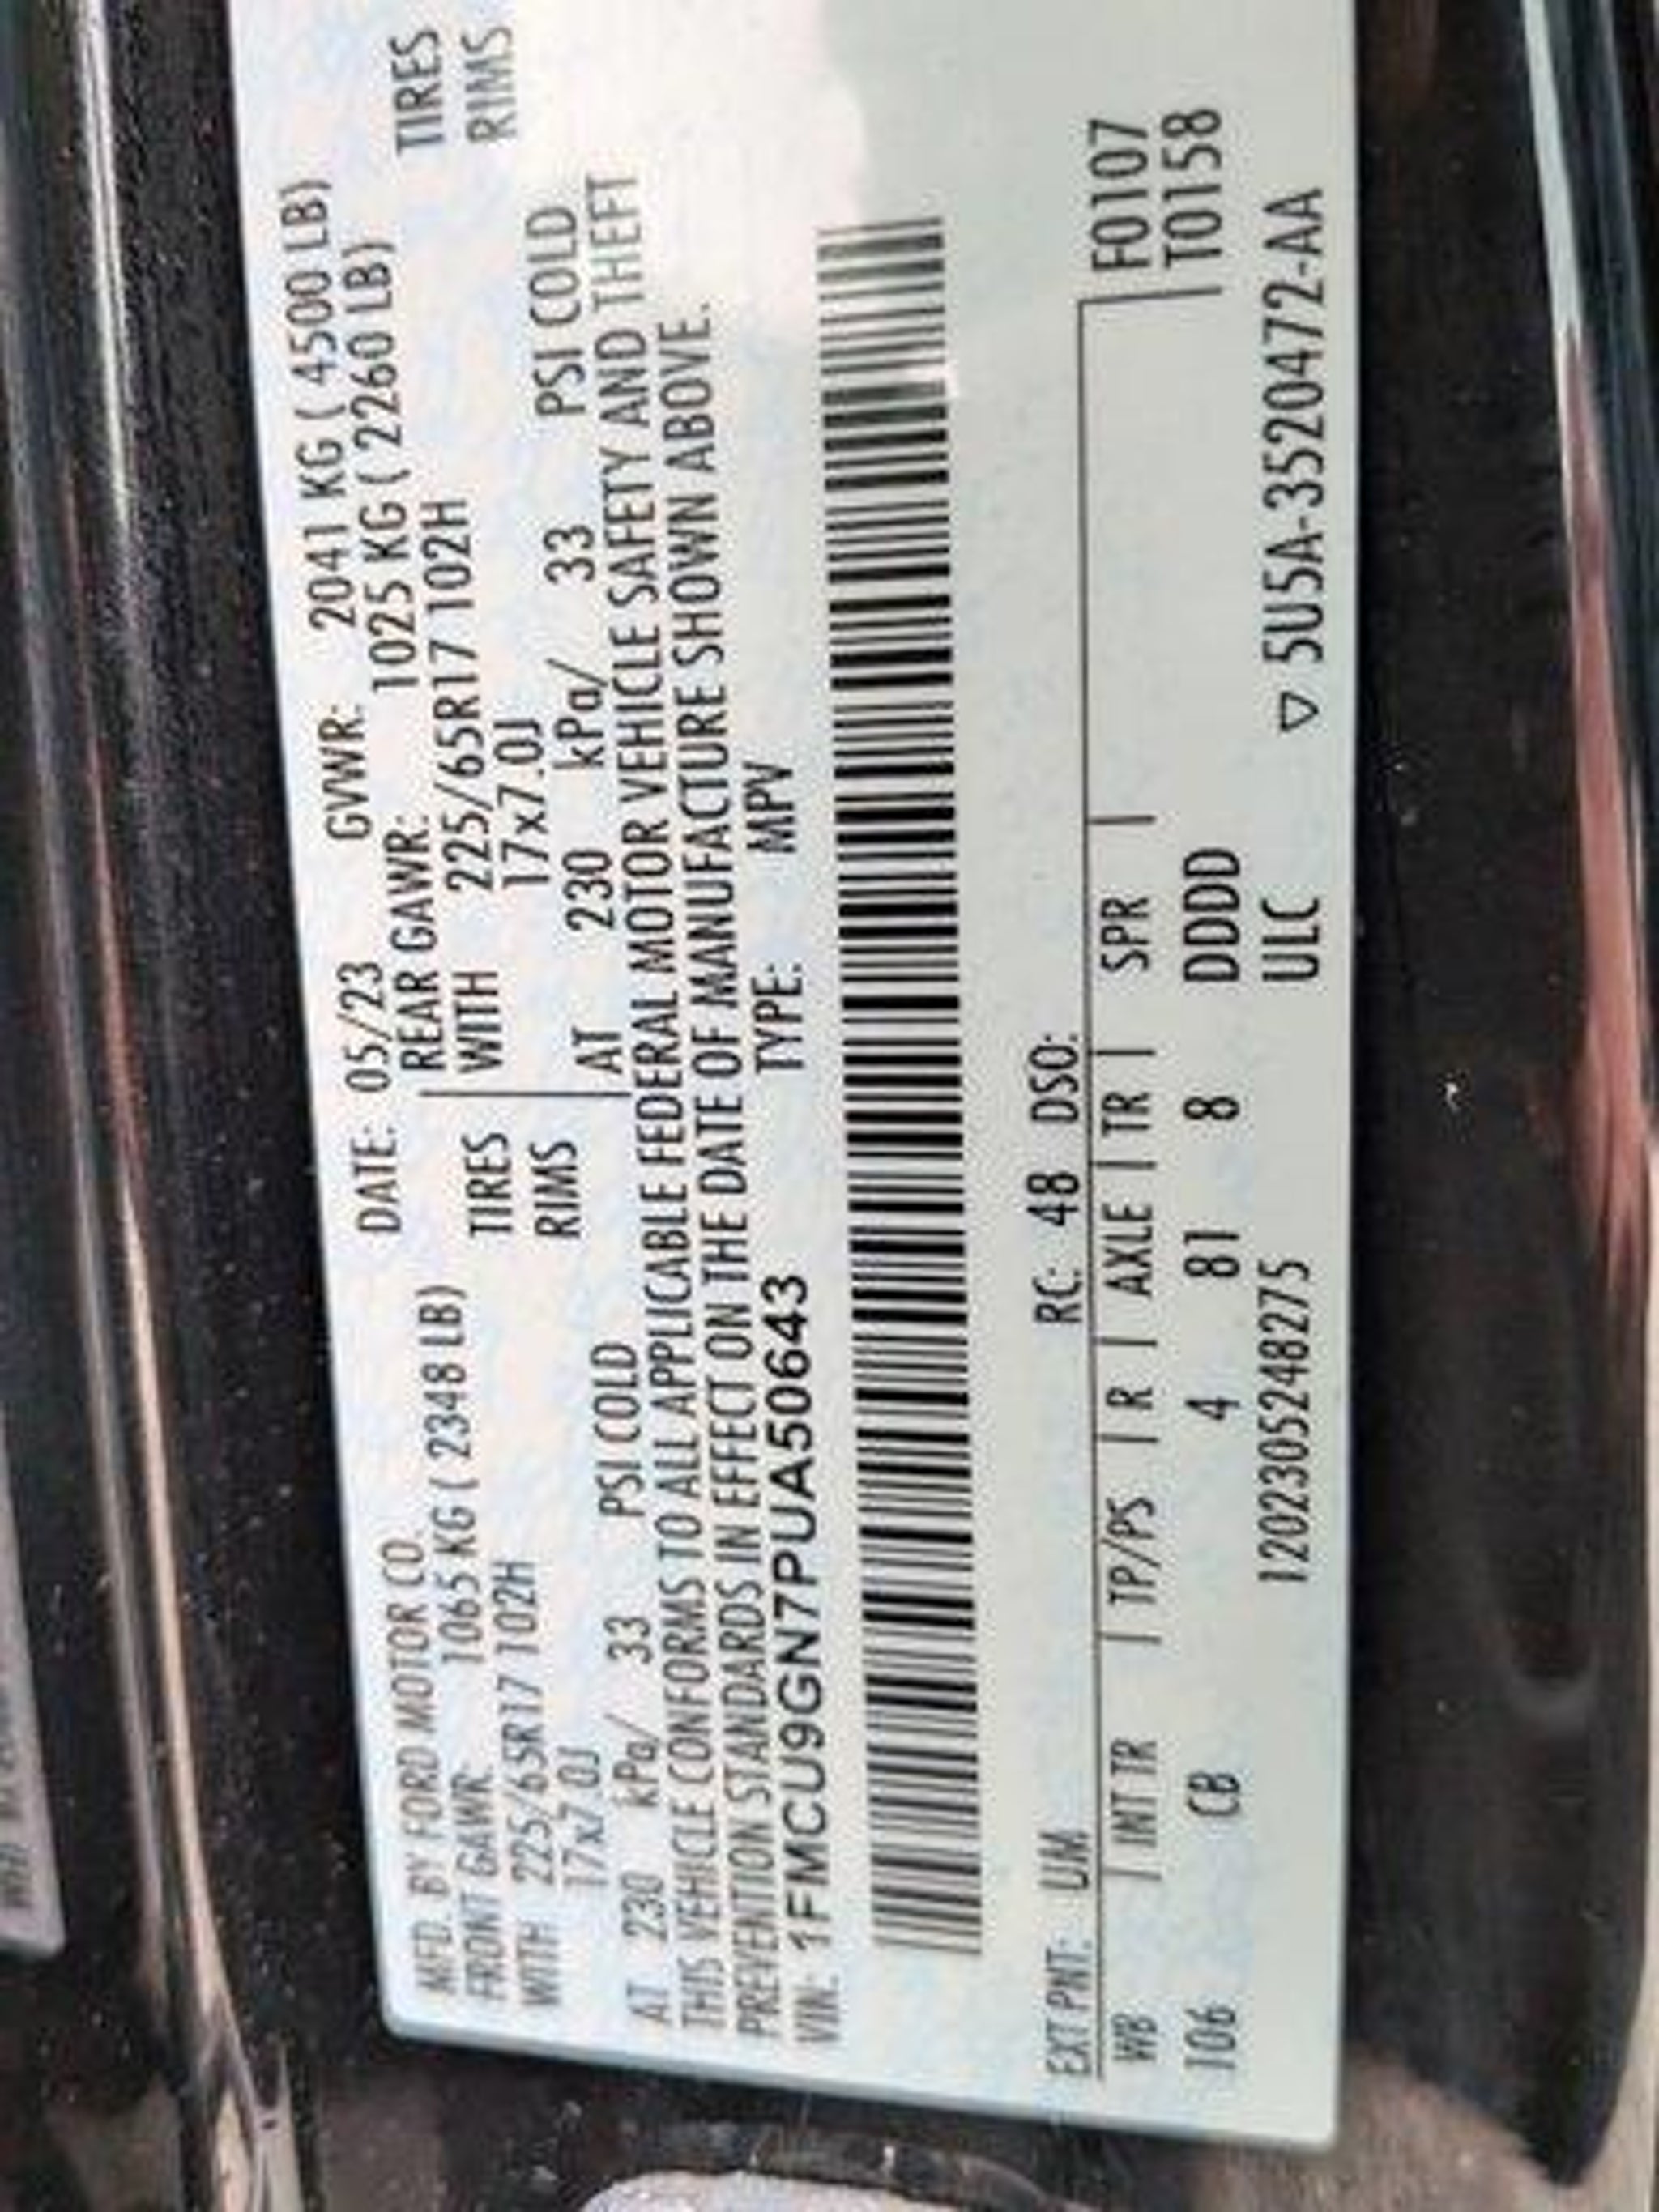 MFD. BY FORD MOTOR CO. DATE: 05/23 GVWR: 2041 KG ( 4500 LB)
FRONT GAWR: 1065 KG ( 2348 LB) REAR GAWR: 1025 KG ( 2260 LB)
WITH 225/65R17 102H TIRES WITH 225/65R17 102H TIRES
17x7.0J RIMS 17x7.0J RIMS
AT 230 kPa/ 33 PSI COLD AT 230 kPa/ 33 PSI COLD
THIS VEHICLE CONFORMS TO ALL APPLICABLE FEDERAL MOTOR VEHICLE SAFETY AND THEFT
PREVENTION STANDARDS IN EFFECT ON THE DATE OF MANUFACTURE SHOWN ABOVE.
VIN: 1FMCU9GN7PUA50643 TYPE: MPV
EXT PNT: UM RC: 48 DSO:
WB | INT TR | TP/PS | R | AXLE | TR | SPR | F0107
106 CB 4 81 8 DDDD T0158
1202305248275 ULC ▽ 5U5A-3520472-AA